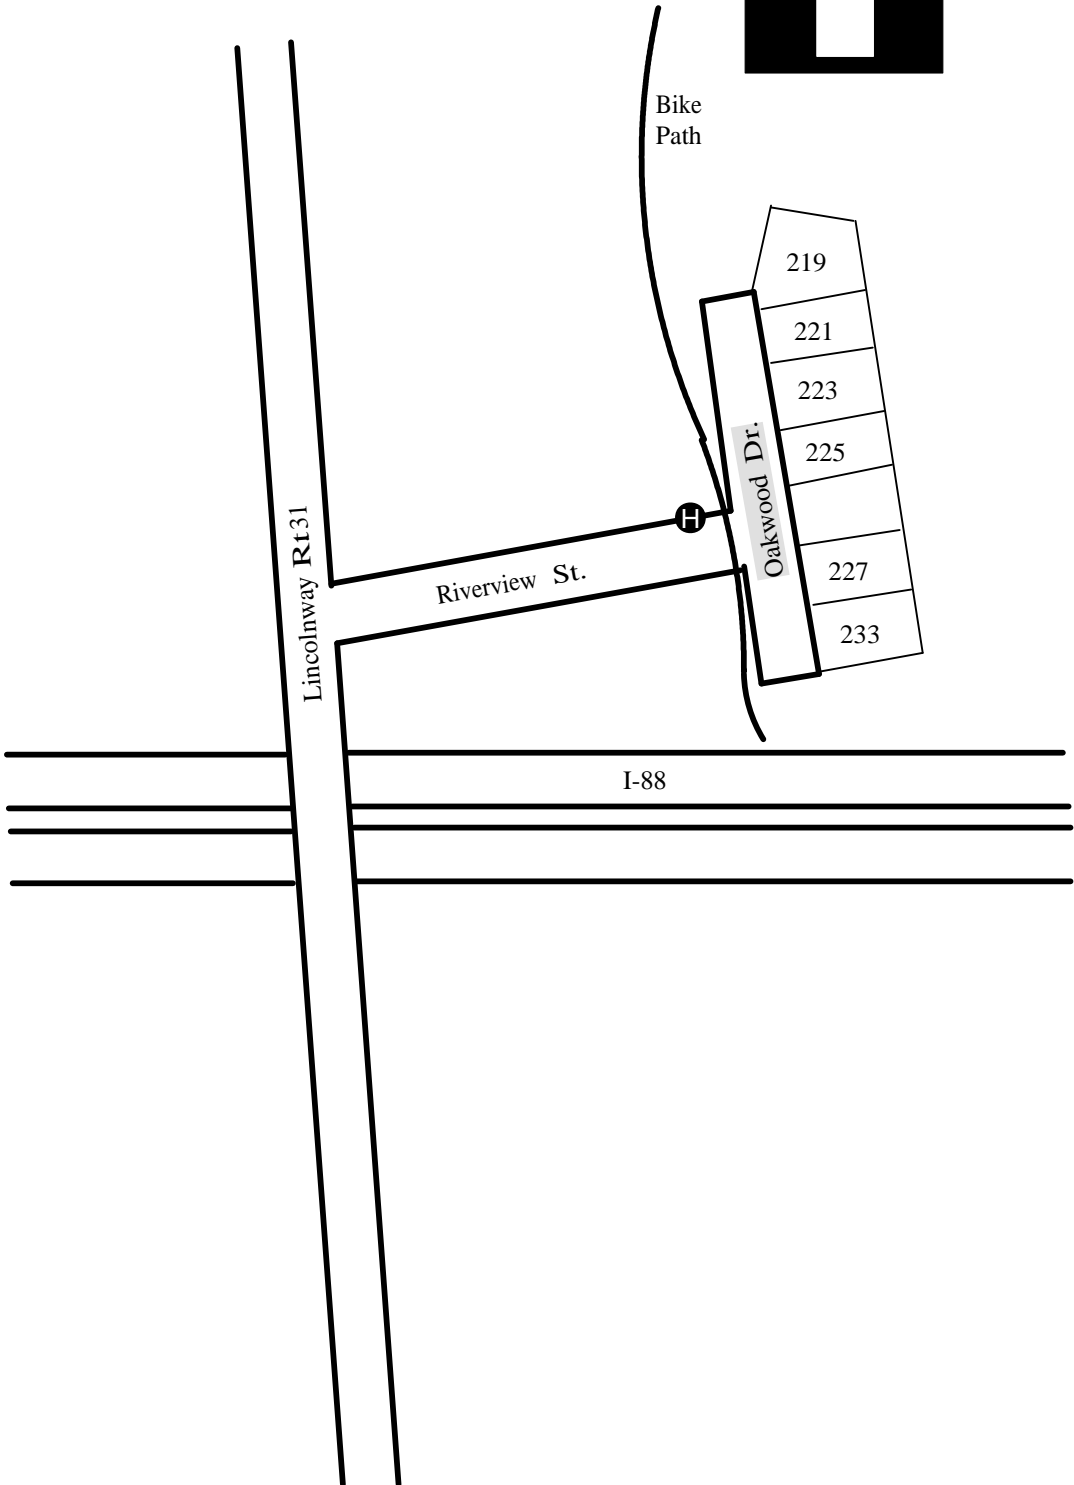 Bike
Path
219
221
223
225
Oakwood Dr.
H
Lincolnway Rt31
Riverview St.
227
233
I-88